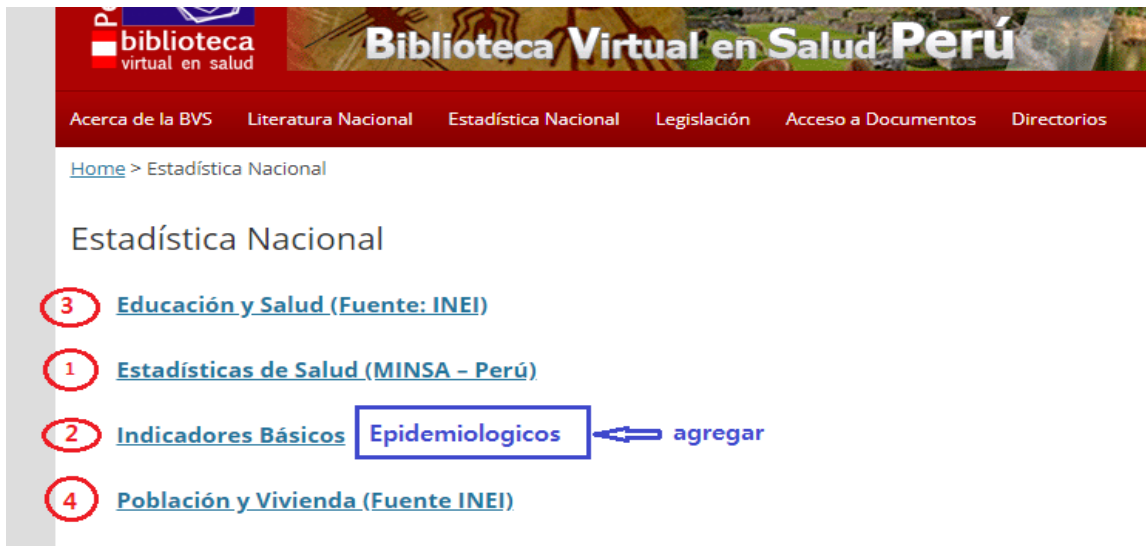 biblioteca
virtual en salud
Biblioteca Virtual en Salud Perú
Acerca de la BVS Literatura Nacional Estadística Nacional Legislación Acceso a Documentos Directorios
Home > Estadística Nacional
Estadística Nacional
3 Educación y Salud (Fuente: INEI)
1 Estadísticas de Salud (MINSA – Perú)
2 Indicadores Básicos Epidemiologicos agregar
4 Población y Vivienda (Fuente INEI)